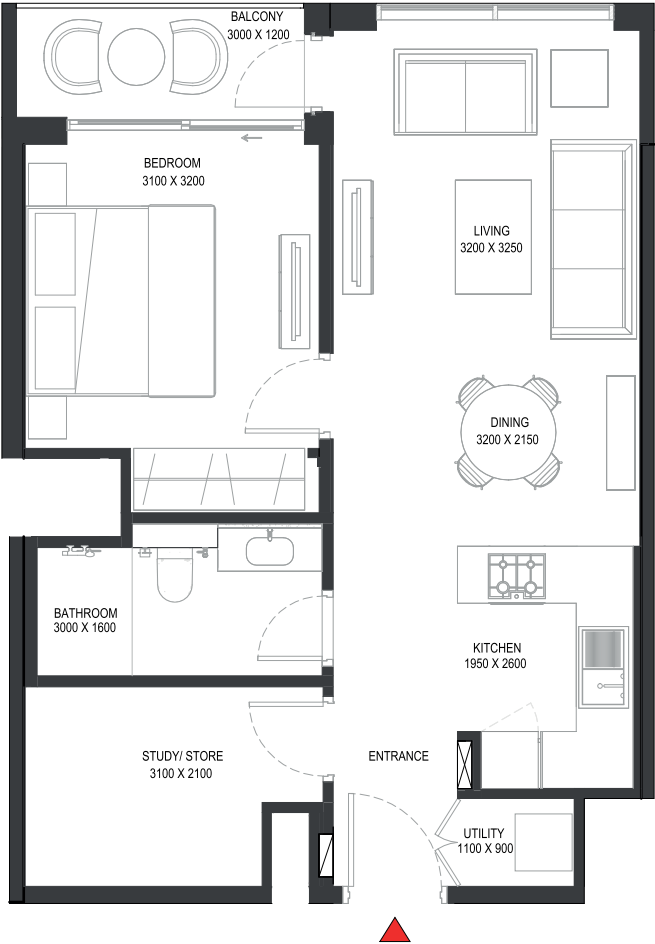 BALCONY
3000 X 1200
BEDROOM
3100 X 3200
LIVING
3200 X 3250
DINING
3200 X 2150
BATHROOM
3000 X 1600
KITCHEN
1950 X 2600
STUDY/ STORE
3100 X 2100
ENTRANCE
UTILITY
1100 X 900